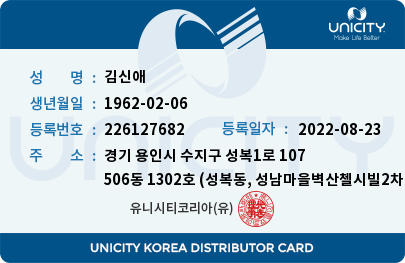 UNICITY
Make Life Better
성 명 : 김신애
생년월일 : 1962-02-06
등록번호 : 226127682 등록일자 : 2022-08-23
주 소 : 경기 용인시 수지구 성복1로 107
506동 1302호 (성복동, 성남마을벽산첼시빌2차
유니시티코리아(유)
UNICITY KOREA DISTRIBUTOR CARD